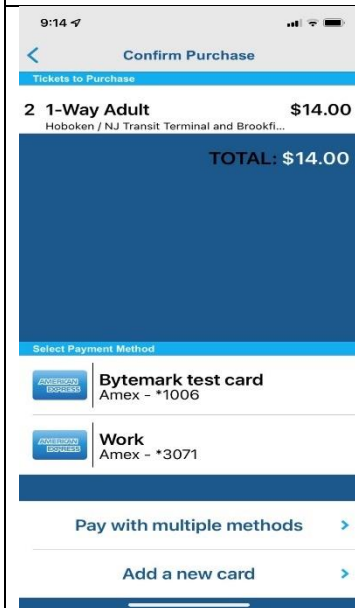 9:14
Confirm Purchase
Tickets to Purchase
2 1-Way Adult $14.00
Hoboken / NJ Transit Terminal and Brookfi...
TOTAL: $14.00
Select Payment Method
AMERICAN
EXPRESS
Bytemark test card
Amex - *1006
AMERICAN
EXPRESS
Work
Amex - *3071
Pay with multiple methods >
Add a new card >